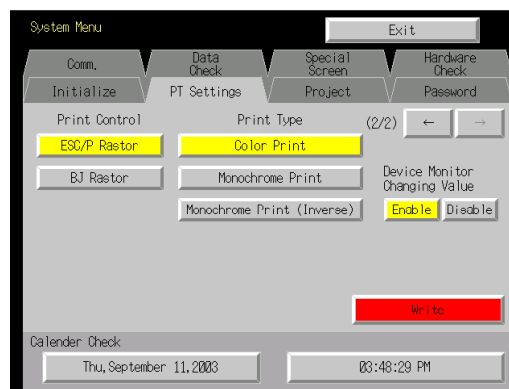 System Menu
Exit
Comm.
Data
Check
Special
Screen
Hardware
Check
Initialize
PT Settings
Project
Password
Print Control
Print Type
(2/2)
←
→
ESC/P Rastor
Color Print
BJ Rastor
Monochrome Print
Device Monitor
Changing Value
Monochrome Print (Inverse)
Enable
Disable
Write
Calender Check
Thu,September 11,2003
03:48:29 PM